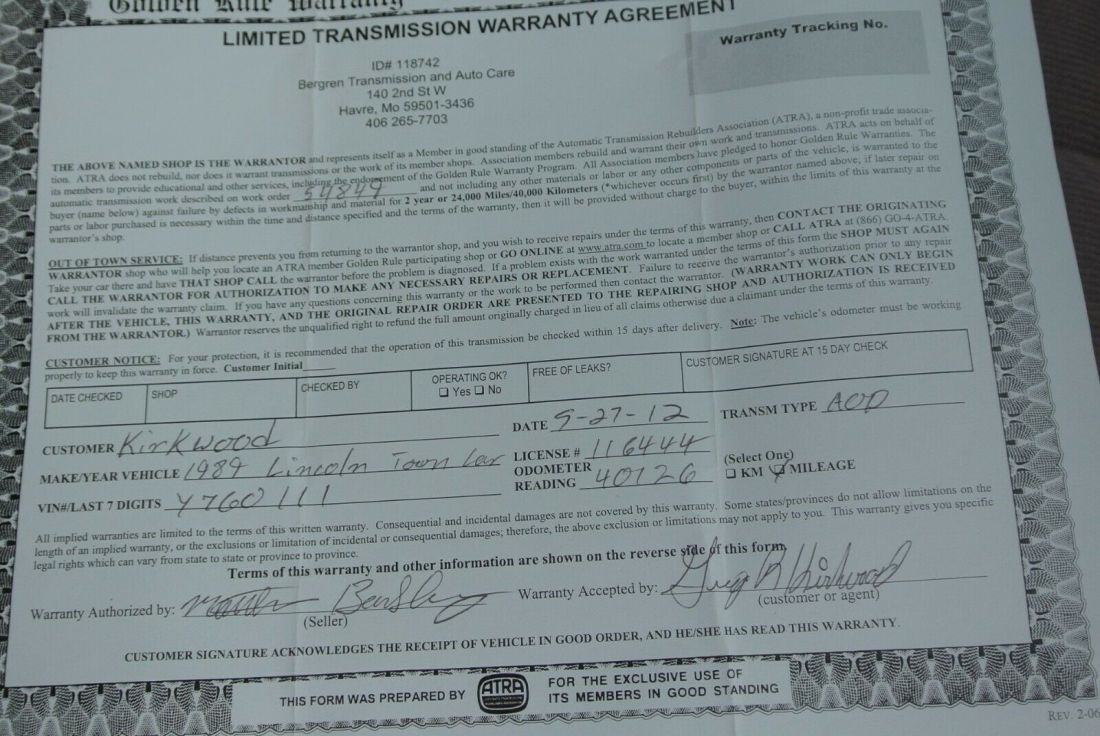 Golden Rule Warranty
LIMITED TRANSMISSION WARRANTY AGREEMENT
Warranty Tracking No.
ID# 118742
Bergren Transmission and Auto Care
140 2nd St W
Havre, Mo 59501-3436
406 265-7703
THE ABOVE NAMED SHOP IS THE WARRANTOR and represents itself as a Member in good standing of the Automatic Transmission Rebuilders Association (ATRA), a non-profit trade associa-
tion. ATRA does not rebuild, nor does it warrant transmissions or the work of its member shops. Association members rebuild and warrant their own work and transmissions. ATRA acts on behalf of
its members to provide educational and other services, including the endorsement of the Golden Rule Warranty Program. All Association members have pledged to honor Golden Rule Warranties. The
automatic transmission work described on work order 34849 and not including any other materials or labor or any other components or parts of the vehicle, is warranted to the
buyer (name below) against failure by defects in workmanship and material for 2 year or 24,000 Miles/40,000 Kilometers (*whichever occurs first) by the warrantor named above, if later repair on
parts or labor purchased is necessary within the time and distance specified and the terms of the warranty, then it will be provided without charge to the buyer, within the limits of this warranty at the
warrantor's shop.
OUT OF TOWN SERVICE: If distance prevents you from returning to the warrantor shop, and you wish to receive repairs under the terms of this warranty, then CONTACT THE ORIGINATING
WARRANTOR shop who will help you locate an ATRA member Golden Rule participating shop or GO ONLINE at www.atra.com to locate a member shop or CALL ATRA at (866) GO-4-ATRA.
Take your car there and have THAT SHOP CALL the warrantor before the problem is diagnosed. If a problem exists with the work warranted under the terms of this form the SHOP MUST AGAIN
CALL THE WARRANTOR FOR AUTHORIZATION TO MAKE ANY NECESSARY REPAIRS OR REPLACEMENT. Failure to receive the warrantor's authorization prior to any repair
work will invalidate the warranty claim. If you have any questions concerning this warranty or the work to be performed then contact the warrantor. (WARRANTY WORK CAN ONLY BEGIN
AFTER THE VEHICLE, THIS WARRANTY, AND THE ORIGINAL REPAIR ORDER ARE PRESENTED TO THE REPAIRING SHOP AND AUTHORIZATION IS RECEIVED
FROM THE WARRANTOR.) Warrantor reserves the unqualified right to refund the full amount originally charged in lieu of all claims otherwise due a claimant under the terms of this warranty.
CUSTOMER NOTICE: For your protection, it is recommended that the operation of this transmission be checked within 15 days after delivery. Note: The vehicle's odometer must be working
properly to keep this warranty in force. Customer Initial
DATE CHECKED SHOP CHECKED BY OPERATING OK? FREE OF LEAKS? CUSTOMER SIGNATURE AT 15 DAY CHECK
Yes No
CUSTOMER Kirkwood DATE 9-27-12 TRANSM TYPE AOD
MAKE/YEAR VEHICLE 1989 Lincoln Town Car LICENSE # 116444 (Select One)
VIN#/LAST 7 DIGITS Y760111 ODOMETER READING 40726 KM MILEAGE
All implied warranties are limited to the terms of this written warranty. Consequential and incidental damages are not covered by this warranty. Some states/provinces do not allow limitations on the
length of an implied warranty, or the exclusions or limitation of incidental or consequential damages; therefore, the above exclusion or limitations may not apply to you. This warranty gives you specific
legal rights which can vary from state to state or province to province.
Terms of this warranty and other information are shown on the reverse side of this form.
Warranty Authorized by: Warranty Accepted by: Greg R Kirkwood
(Seller) (customer or agent)
CUSTOMER SIGNATURE ACKNOWLEDGES THE RECEIPT OF VEHICLE IN GOOD ORDER, AND HE/SHE HAS READ THIS WARRANTY.
THIS FORM WAS PREPARED BY ATRA FOR THE EXCLUSIVE USE OF
ITS MEMBERS IN GOOD STANDING
REV. 2-06